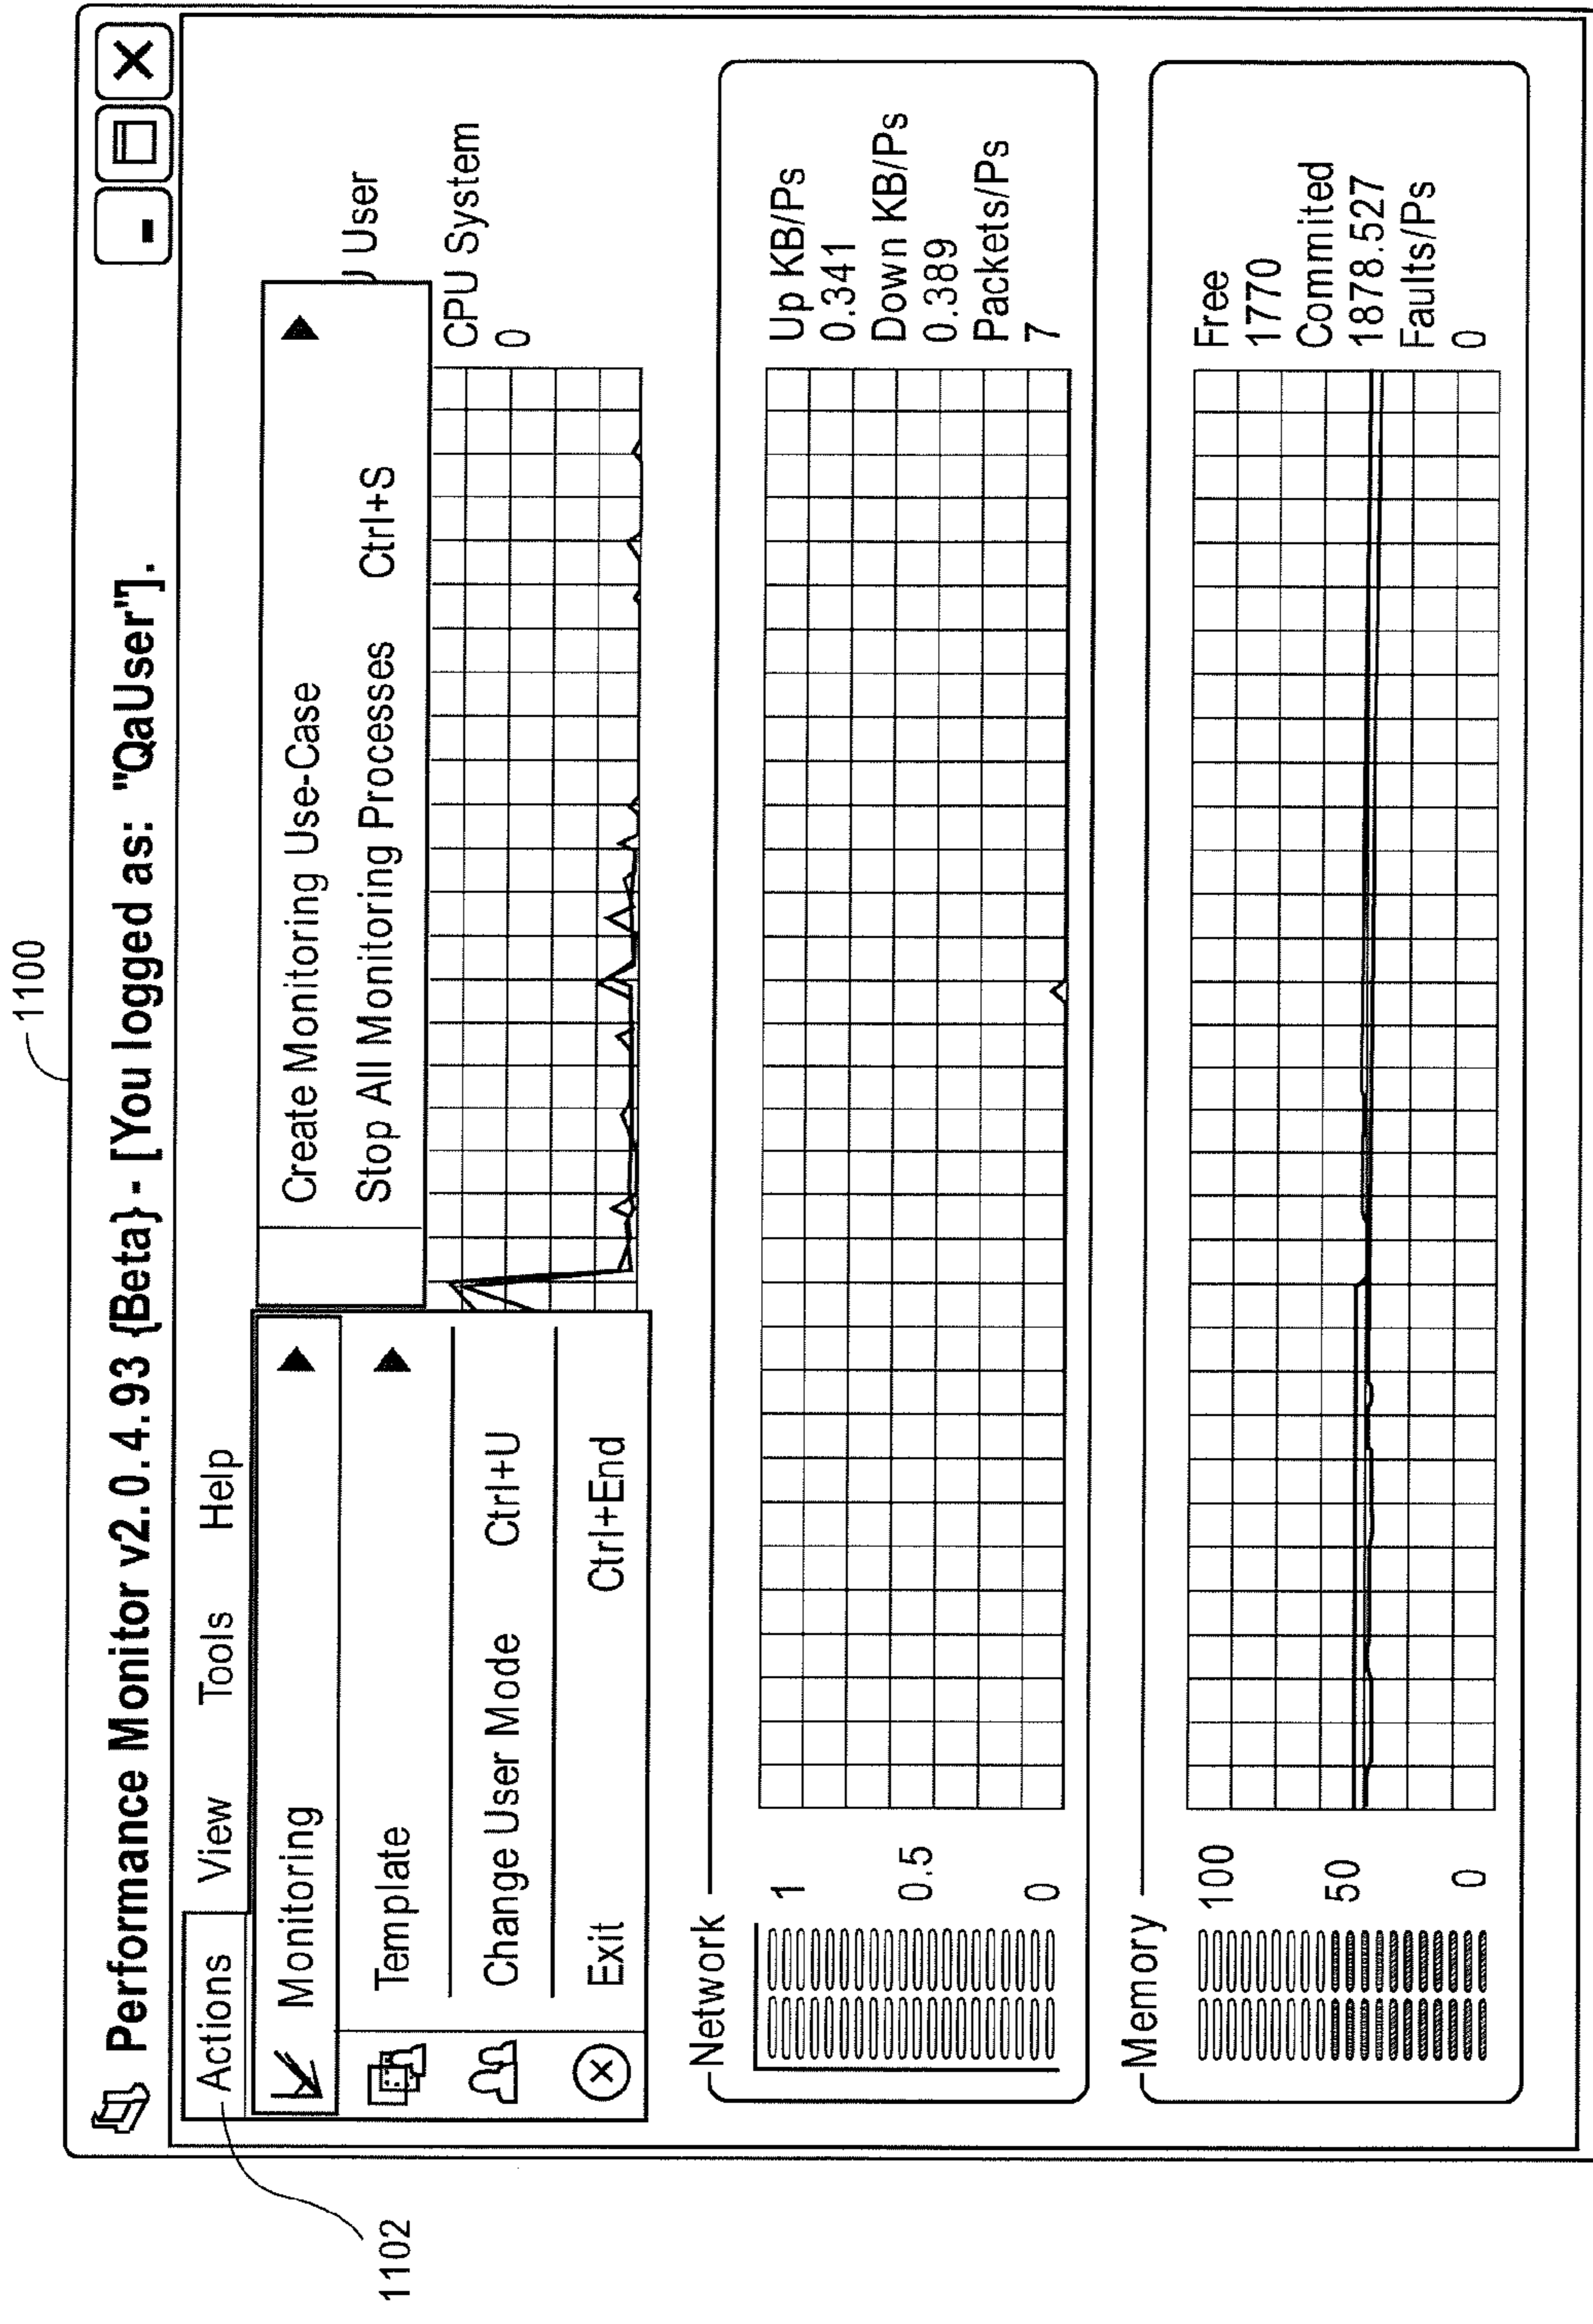 1100
Performance Monitor v2.0.4.93 {Beta} - [You logged as: "QaUser"].
Actions View Tools Help
Monitoring
Template
Change User Mode Ctrl+U
Exit Ctrl+End
Create Monitoring Use-Case
Stop All Monitoring Processes Ctrl+S
User
CPU System
0
1102
Network
1
0.5
0
Up KB/Ps
0.341
Down KB/Ps
0.389
Packets/Ps
7
Memory
100
50
0
Free
1770
Commited
1878.527
Faults/Ps
0